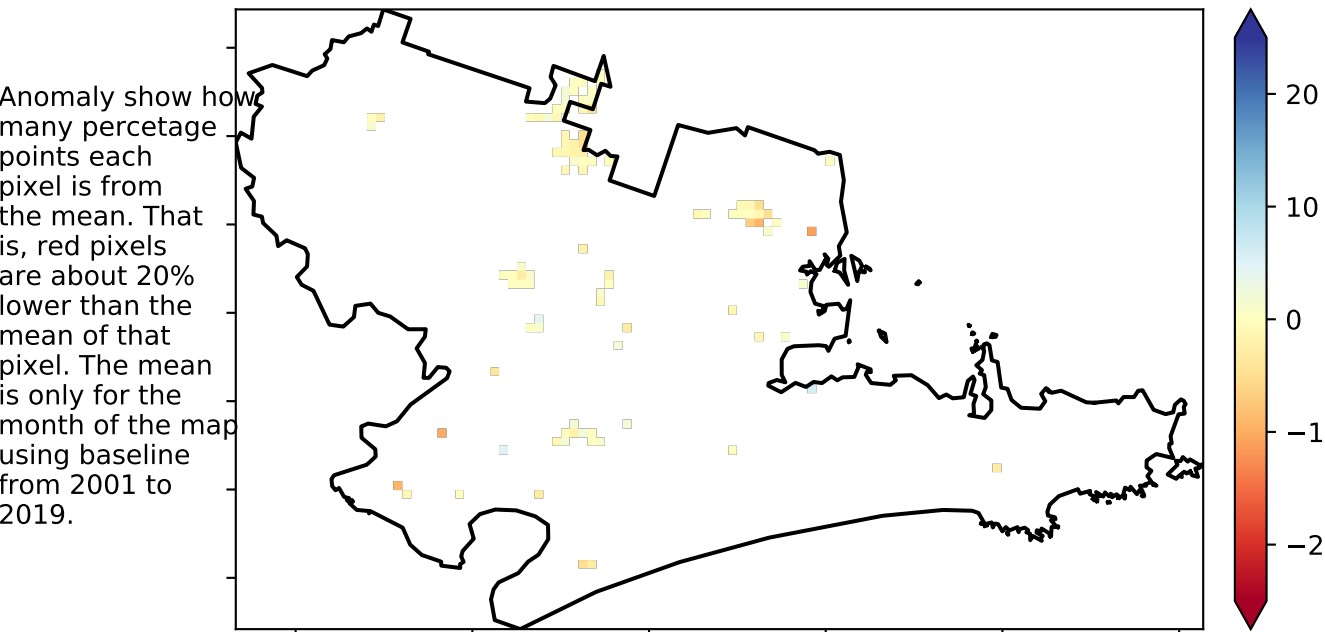 Anomaly show how
many percetage
points each
pixel is from
the mean. That
is, red pixels
are about 20%
lower than the
mean of that
pixel. The mean
is only for the
month of the map
using baseline
from 2001 to
2019.
20
10
0
−1
−2